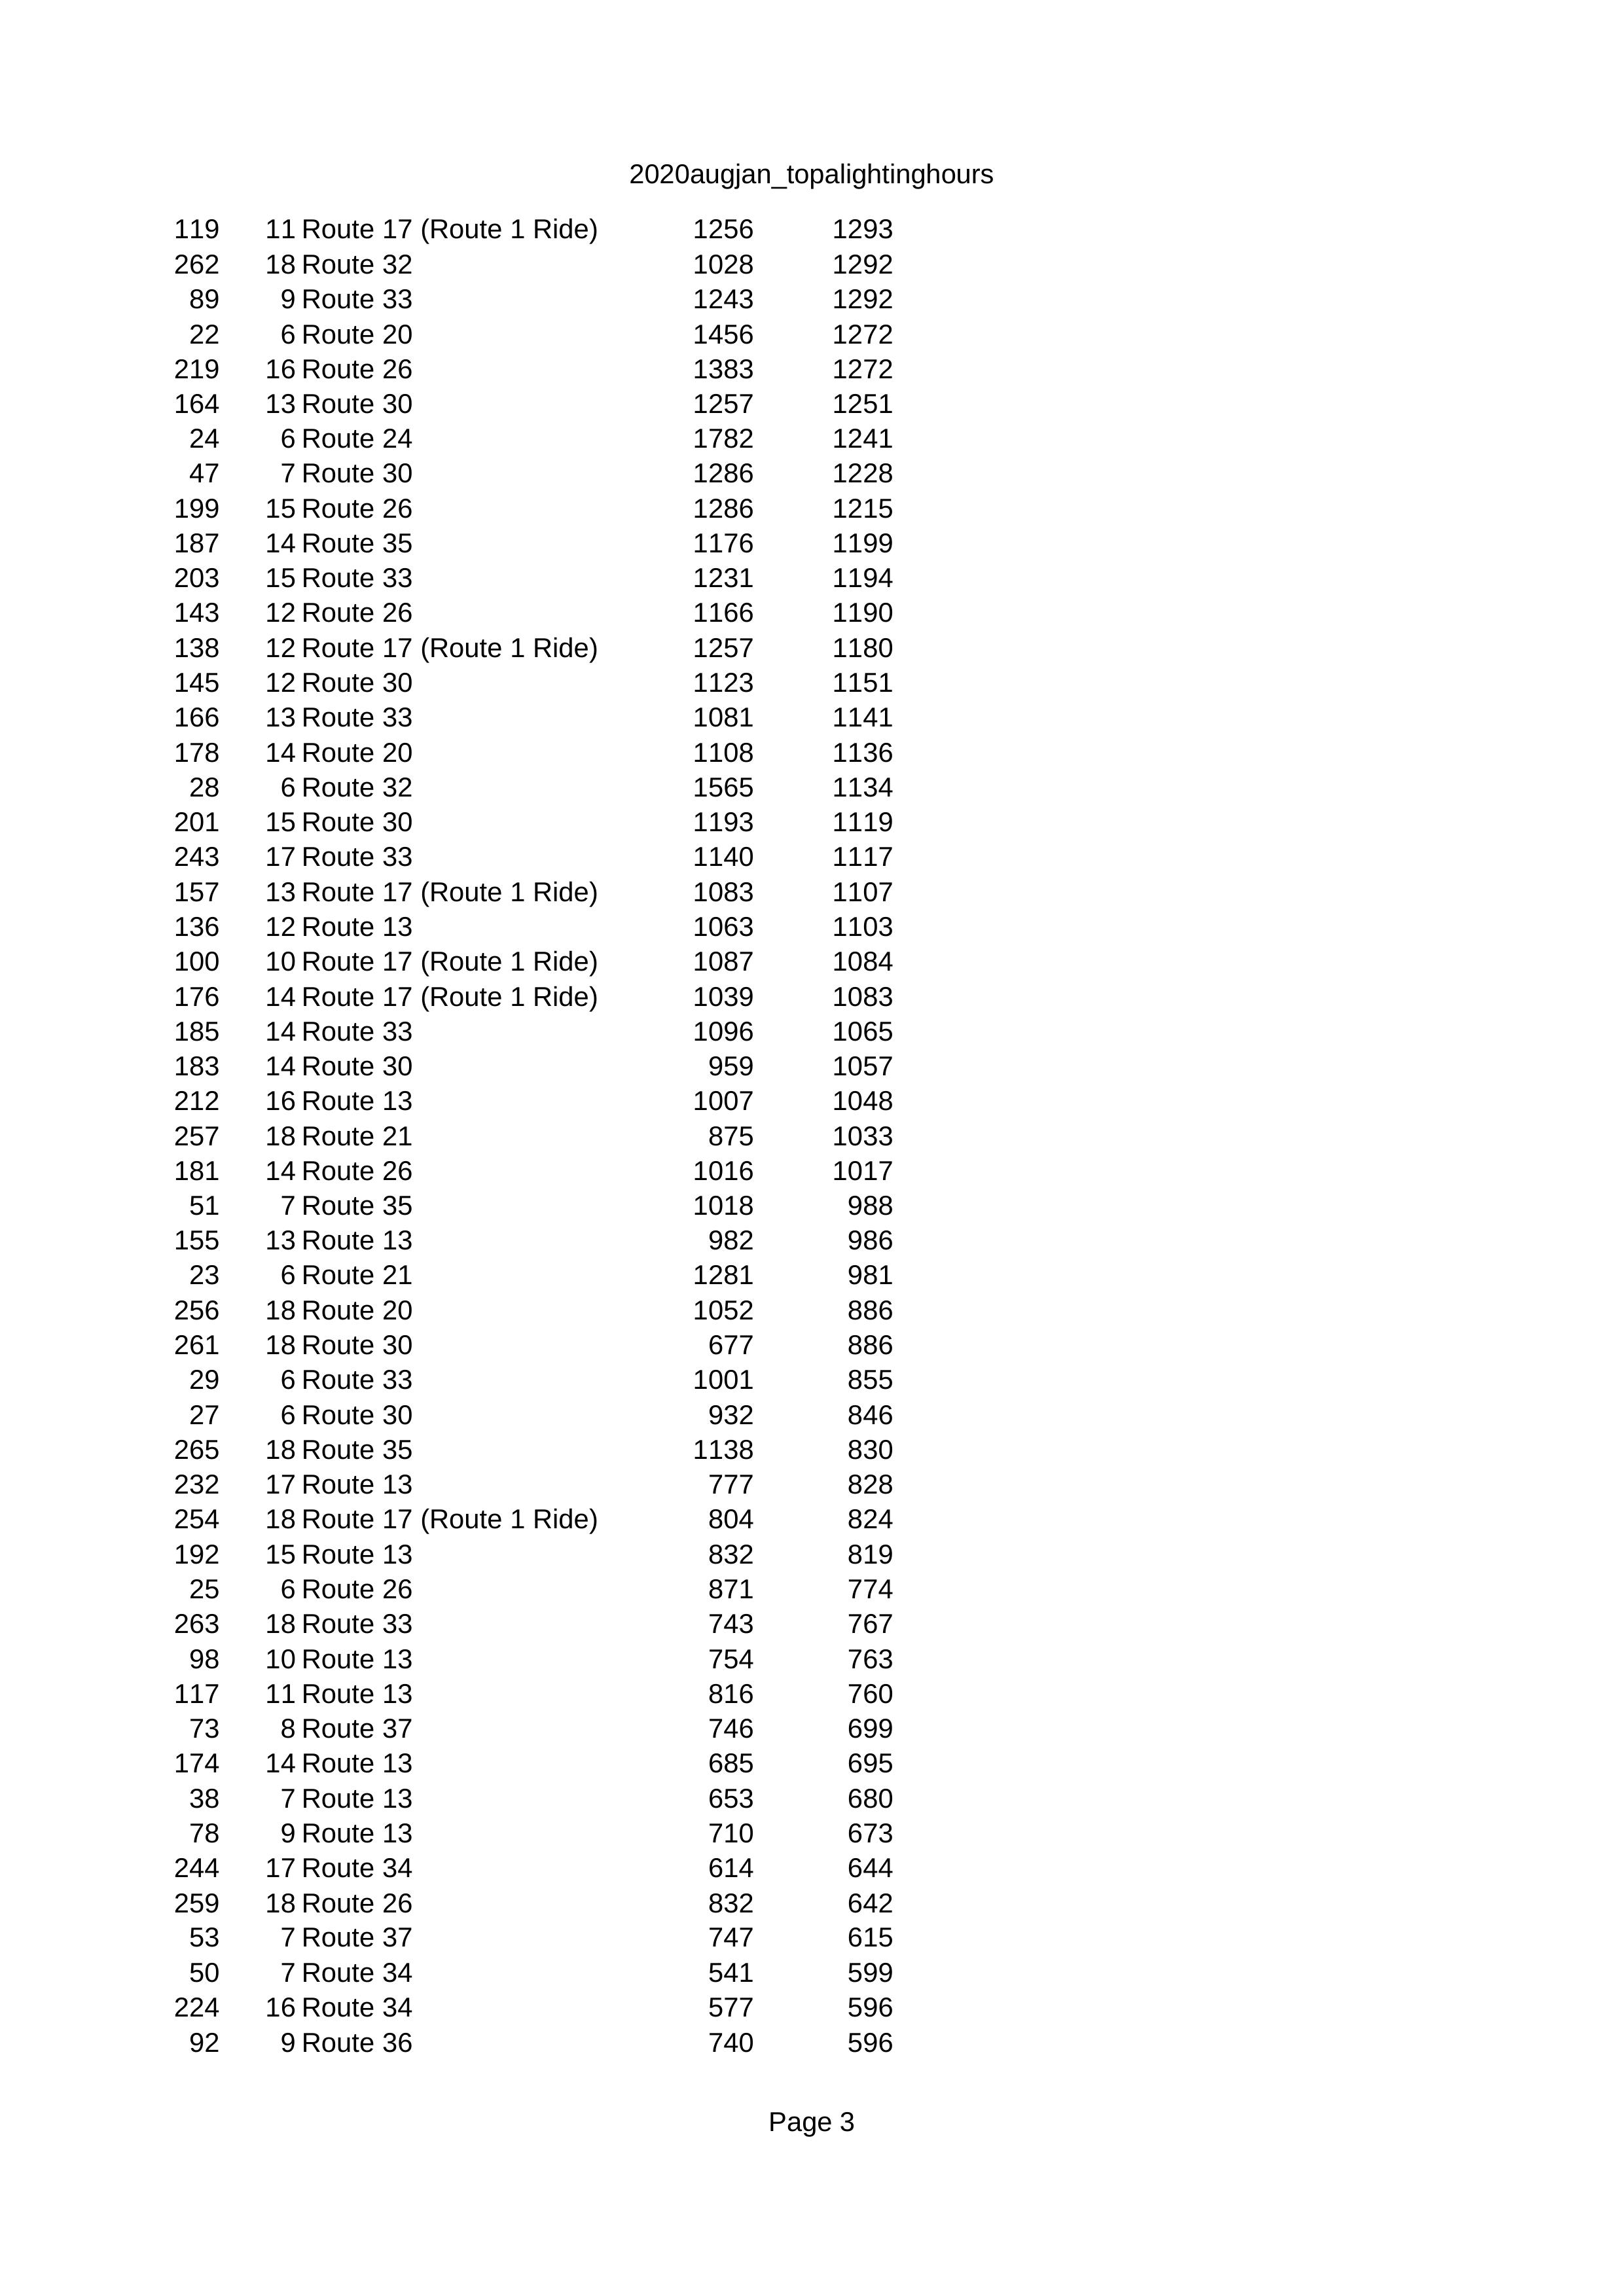 2020augjan_topalightinghours
119 11 Route 17 (Route 1 Ride) 1256 1293
262 18 Route 32 1028 1292
89 9 Route 33 1243 1292
22 6 Route 20 1456 1272
219 16 Route 26 1383 1272
164 13 Route 30 1257 1251
24 6 Route 24 1782 1241
47 7 Route 30 1286 1228
199 15 Route 26 1286 1215
187 14 Route 35 1176 1199
203 15 Route 33 1231 1194
143 12 Route 26 1166 1190
138 12 Route 17 (Route 1 Ride) 1257 1180
145 12 Route 30 1123 1151
166 13 Route 33 1081 1141
178 14 Route 20 1108 1136
28 6 Route 32 1565 1134
201 15 Route 30 1193 1119
243 17 Route 33 1140 1117
157 13 Route 17 (Route 1 Ride) 1083 1107
136 12 Route 13 1063 1103
100 10 Route 17 (Route 1 Ride) 1087 1084
176 14 Route 17 (Route 1 Ride) 1039 1083
185 14 Route 33 1096 1065
183 14 Route 30 959 1057
212 16 Route 13 1007 1048
257 18 Route 21 875 1033
181 14 Route 26 1016 1017
51 7 Route 35 1018 988
155 13 Route 13 982 986
23 6 Route 21 1281 981
256 18 Route 20 1052 886
261 18 Route 30 677 886
29 6 Route 33 1001 855
27 6 Route 30 932 846
265 18 Route 35 1138 830
232 17 Route 13 777 828
254 18 Route 17 (Route 1 Ride) 804 824
192 15 Route 13 832 819
25 6 Route 26 871 774
263 18 Route 33 743 767
98 10 Route 13 754 763
117 11 Route 13 816 760
73 8 Route 37 746 699
174 14 Route 13 685 695
38 7 Route 13 653 680
78 9 Route 13 710 673
244 17 Route 34 614 644
259 18 Route 26 832 642
53 7 Route 37 747 615
50 7 Route 34 541 599
224 16 Route 34 577 596
92 9 Route 36 740 596
Page 3